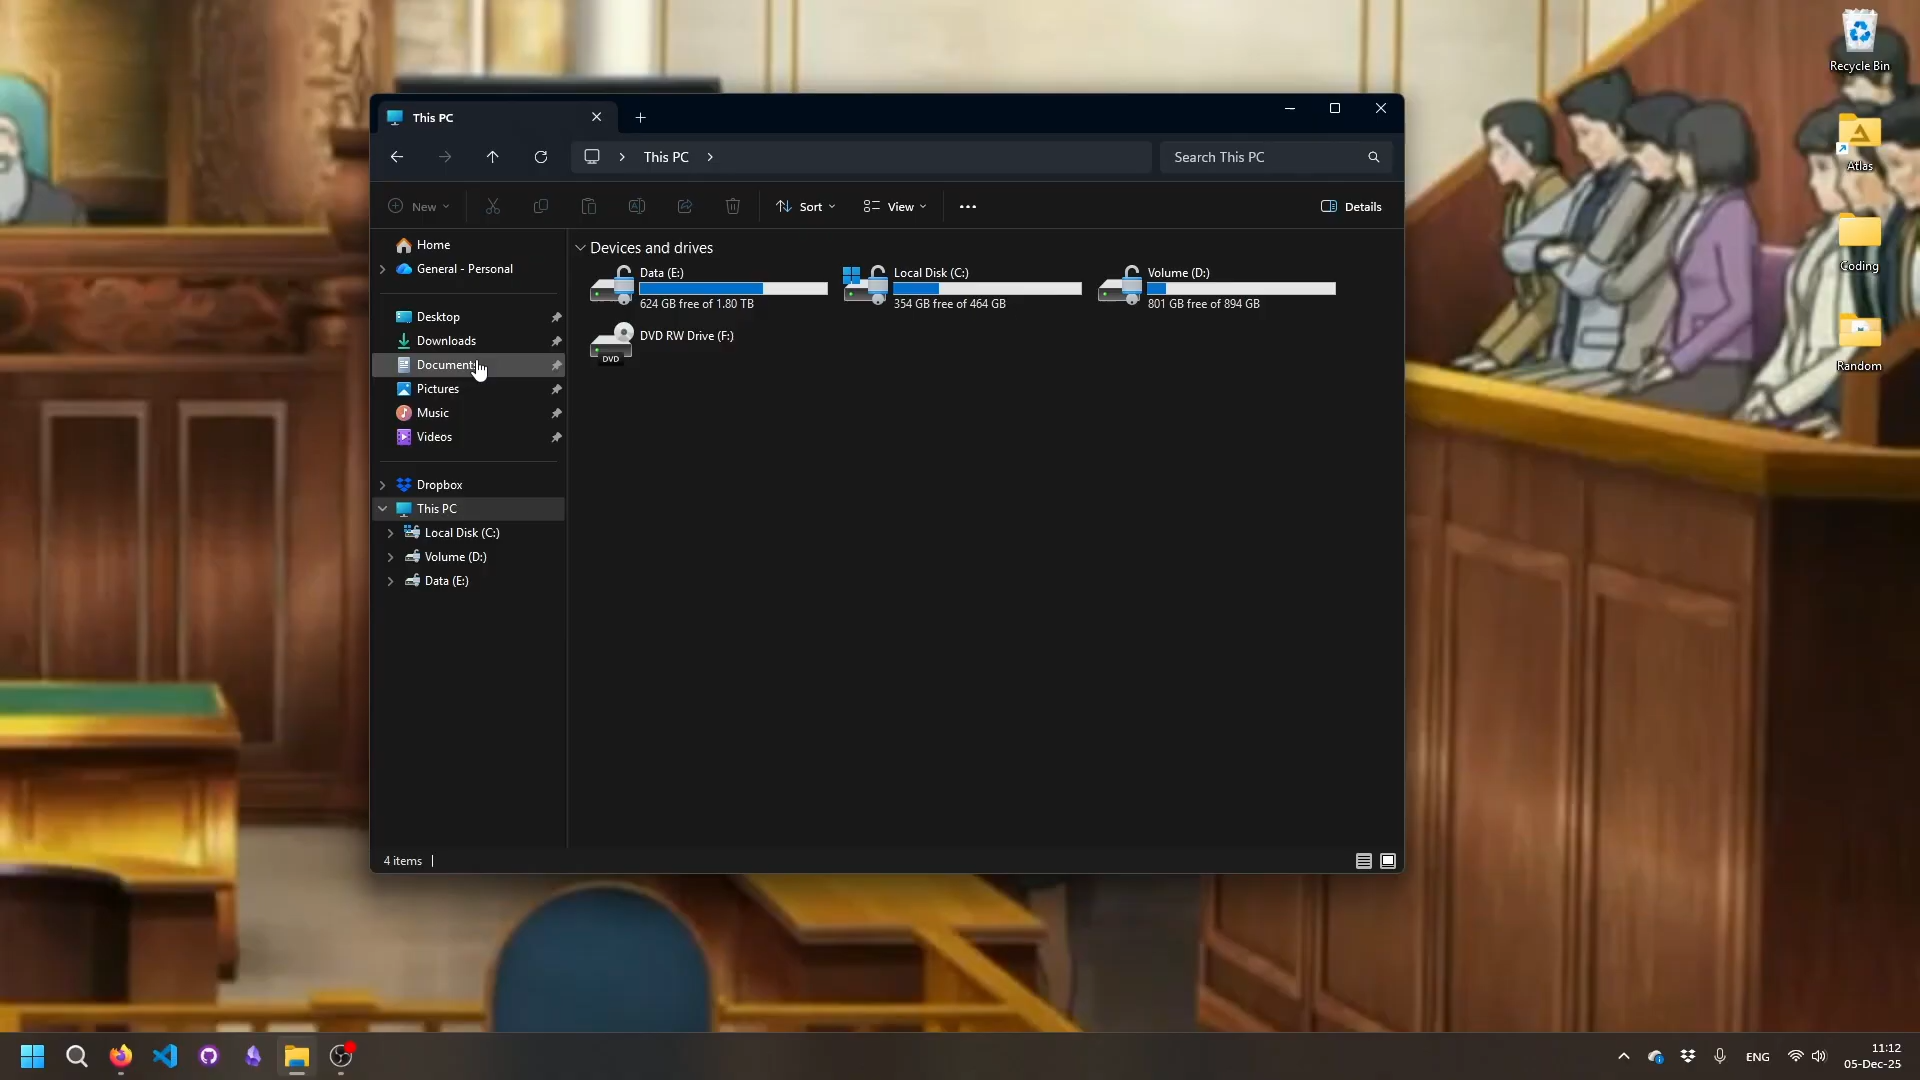 Recycle Bin
Atlas
Coding
Random
This PC
This PC
Search This PC
New
Sort
View
Details
Home
General - Personal
Desktop
Downloads
Documents
Pictures
Music
Videos
Dropbox
This PC
Local Disk (C:)
Volume (D:)
Data (E:)
Devices and drives
Data (E:)
624 GB free of 1.80 TB
Local Disk (C:)
354 GB free of 464 GB
Volume (D:)
801 GB free of 894 GB
DVD RW Drive (F:)
DVD
4 items
ENG
11:12
05-Dec-25